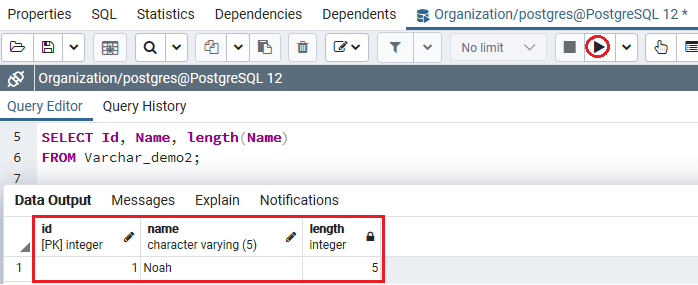 Properties SQL Statistics Dependencies Dependents Organization/postgres@PostgreSQL 12 *
No limit
Organization/postgres@PostgreSQL 12
Query Editor Query History
5 SELECT Id, Name, length(Name)
6 FROM Varchar_demo2;
7
Data Output Messages Explain Notifications
id name length
[PK] integer character varying (5) integer
1 1 Noah 5